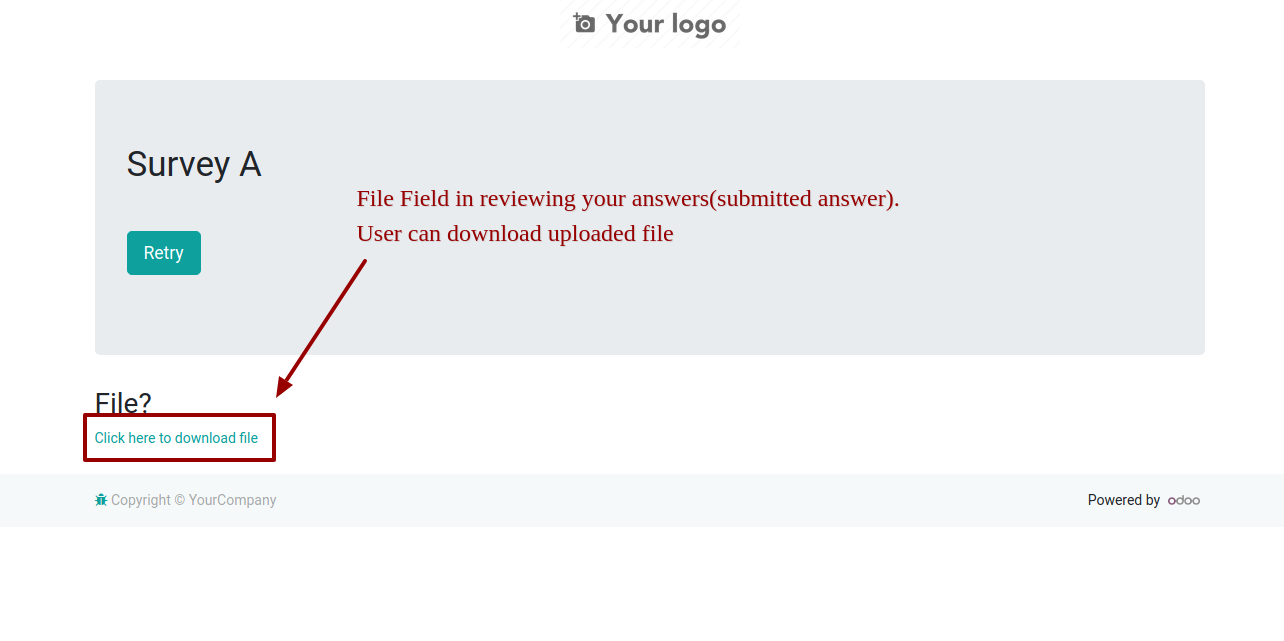 Your logo
Survey A
File Field in reviewing your answers(submitted answer).
User can download uploaded file
Retry
File?
Click here to download file
Copyright © YourCompany
Powered by odoo